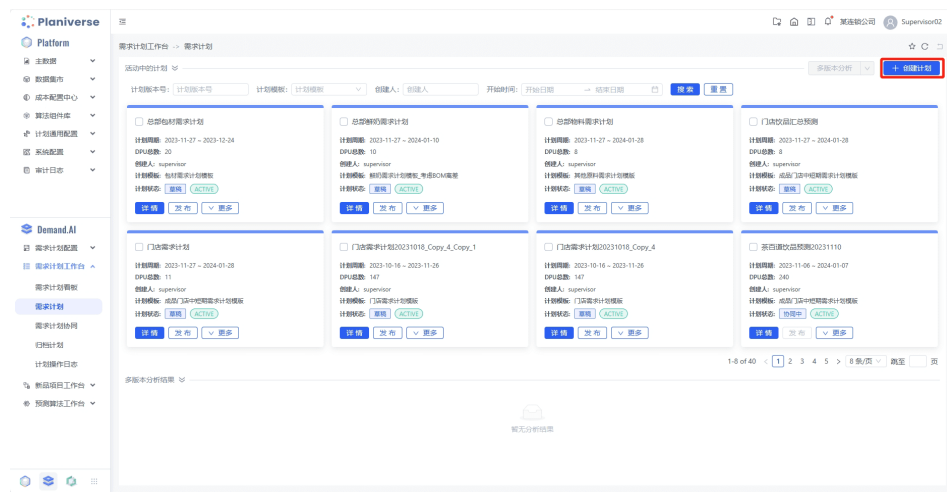 Planiverse
某连锁公司 Supervisor02
Platform
主数据
数据集市
成本配置中心
算法组件库
计划通用配置
系统配置
审计日志
Demand.AI
需求计划配置
需求计划工作台
需求计划看板
需求计划
需求计划协同
归档计划
计划操作日志
新品项目工作台
预测算法工作台
需求计划工作台 -> 需求计划
活动中的计划
多版本分析 + 创建计划
计划版本号: 计划版本号 计划模板: 计划模板 创建人: 创建人 开始时间: 开始日期 → 结束日期 搜索 重置
总部包材需求计划
计划周期: 2023-11-27 ~ 2023-12-24
DPU总数: 20
创建人: supervisor
计划模板: 包材需求计划模板
计划状态: 草稿 ACTIVE
详情 发布 更多
总部鲜奶需求计划
计划周期: 2023-11-27 ~ 2024-01-10
DPU总数: 10
创建人: supervisor
计划模板: 鲜奶需求计划模板_考虑BOM离差
计划状态: 草稿 ACTIVE
详情 发布 更多
总部物料需求计划
计划周期: 2023-11-27 ~ 2024-01-28
DPU总数: 8
创建人: supervisor
计划模板: 其他原料需求计划模板
计划状态: 草稿 ACTIVE
详情 发布 更多
门店饮品汇总预测
计划周期: 2023-11-27 ~ 2024-01-28
DPU总数: 8
创建人: supervisor
计划模板: 成品门店中短期需求计划模版
计划状态: 草稿 ACTIVE
详情 发布 更多
门店需求计划
计划周期: 2023-11-27 ~ 2024-01-28
DPU总数: 11
创建人: supervisor
计划模板: 成品门店中短期需求计划模版
计划状态: 草稿 ACTIVE
详情 发布 更多
门店需求计划20231018_Copy_4_Copy_1
计划周期: 2023-10-16 ~ 2023-11-26
DPU总数: 147
创建人: supervisor
计划模板: 门店需求计划模版
计划状态: 草稿 ACTIVE
详情 发布 更多
门店需求计划20231018_Copy_4
计划周期: 2023-10-16 ~ 2023-11-26
DPU总数: 147
创建人: supervisor
计划模板: 门店需求计划模版
计划状态: 草稿 ACTIVE
详情 发布 更多
茶百道饮品预测20231110
计划周期: 2023-11-06 ~ 2024-01-07
DPU总数: 240
创建人: supervisor
计划模板: 成品门店中短期需求计划模版
计划状态: 协同中 ACTIVE
详情 发布 更多
1-8 of 40 < 1 2 3 4 5 > 8 条/页 跳至 页
多版本分析结果
暂无分析结果